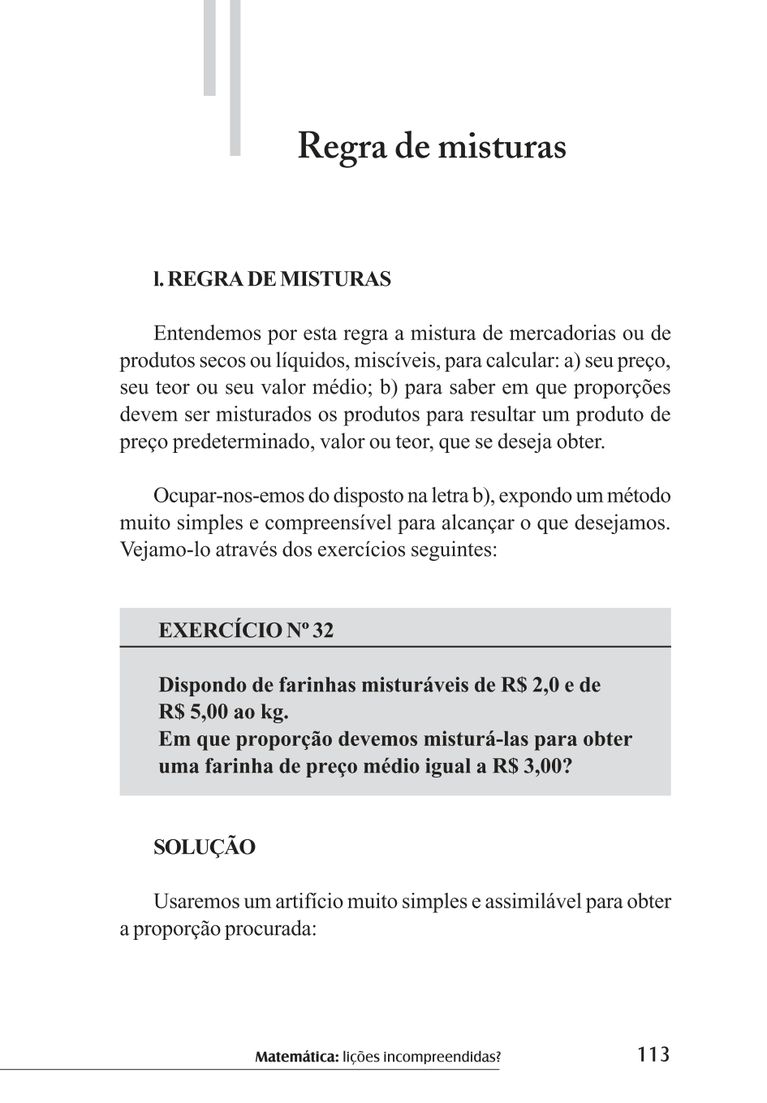 Regra de misturas
l. REGRA DE MISTURAS
Entendemos por esta regra a mistura de mercadorias ou de
produtos secos ou líquidos, miscíveis, para calcular: a) seu preço,
seu teor ou seu valor médio; b) para saber em que proporções
devem ser misturados os produtos para resultar um produto de
preço predeterminado, valor ou teor, que se deseja obter.
Ocupar-nos-emos do disposto na letra b), expondo um método
muito simples e compreensível para alcançar o que desejamos.
Vejamo-lo através dos exercícios seguintes:
EXERCÍCIO Nº 32
Dispondo de farinhas misturáveis de R$ 2,0 e de
R$ 5,00 ao kg.
Em que proporção devemos misturá-las para obter
uma farinha de preço médio igual a R$ 3,00?
SOLUÇÃO
Usaremos um artifício muito simples e assimilável para obter
a proporção procurada:
Matemática: lições incompreendidas? 113